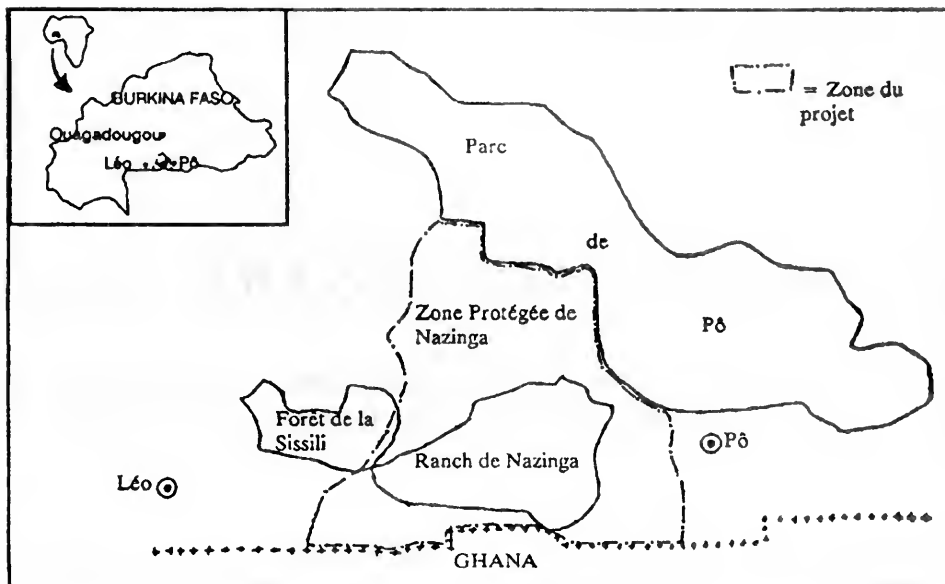 BURKINA FASO
Ouagadougou
Léo
Pô
= Zone du
projet
Parc
de
Pô
Zone Protégée de
Nazinga
Forêt de la
Sissili
Ranch de Nazinga
Pô
Léo
GHANA